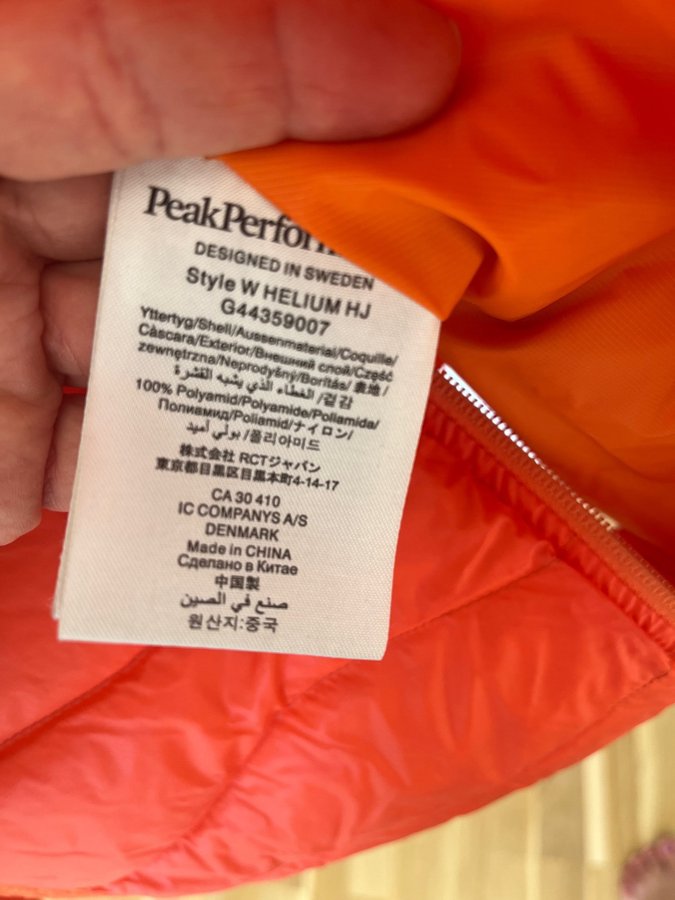 PeakPerfor
DESIGNED IN SWEDEN
Style W HELIUM HJ
G44359007
Yttertyg/Shell/Aussenmaterial/Coquille/
Càscara/Exterior/Внешний слой/Część
zewnętrzna/Neprodyšný/Borítás/ 表地/
겉감/ الغطاء الذي يشبه القشرة
100% Polyamid/Polyamide/Poliamida/
Полиамид/Poliamid/ナイロン/
폴리아미드/ بولي أميد
株式会社 RCTジャパン
東京都目黒区目黒本町4-14-17
CA 30 410
IC COMPANYS A/S
DENMARK
Made in CHINA
Сделано в Китае
中国製
صنع في الصين
원산지:중국